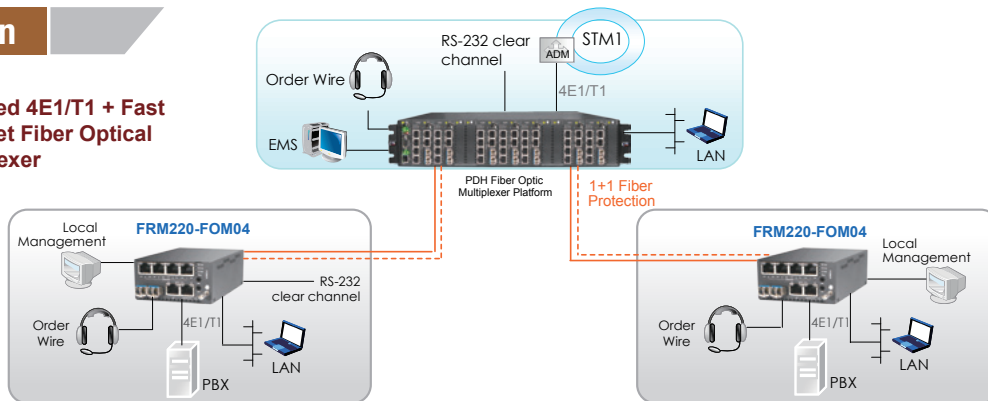 n
ed 4E1/T1 + Fast
et Fiber Optical
exer
RS-232 clear
channel
ADM
STM1
Order Wire
4E1/T1
EMS
LAN
PDH Fiber Optic
Multiplexer Platform
1+1 Fiber
Protection
Local
Management
FRM220-FOM04
RS-232
clear channel
Order
Wire
4E1/T1
LAN
PBX
FRM220-FOM04
Local
Management
Order
Wire
4E1/T1
LAN
PBX